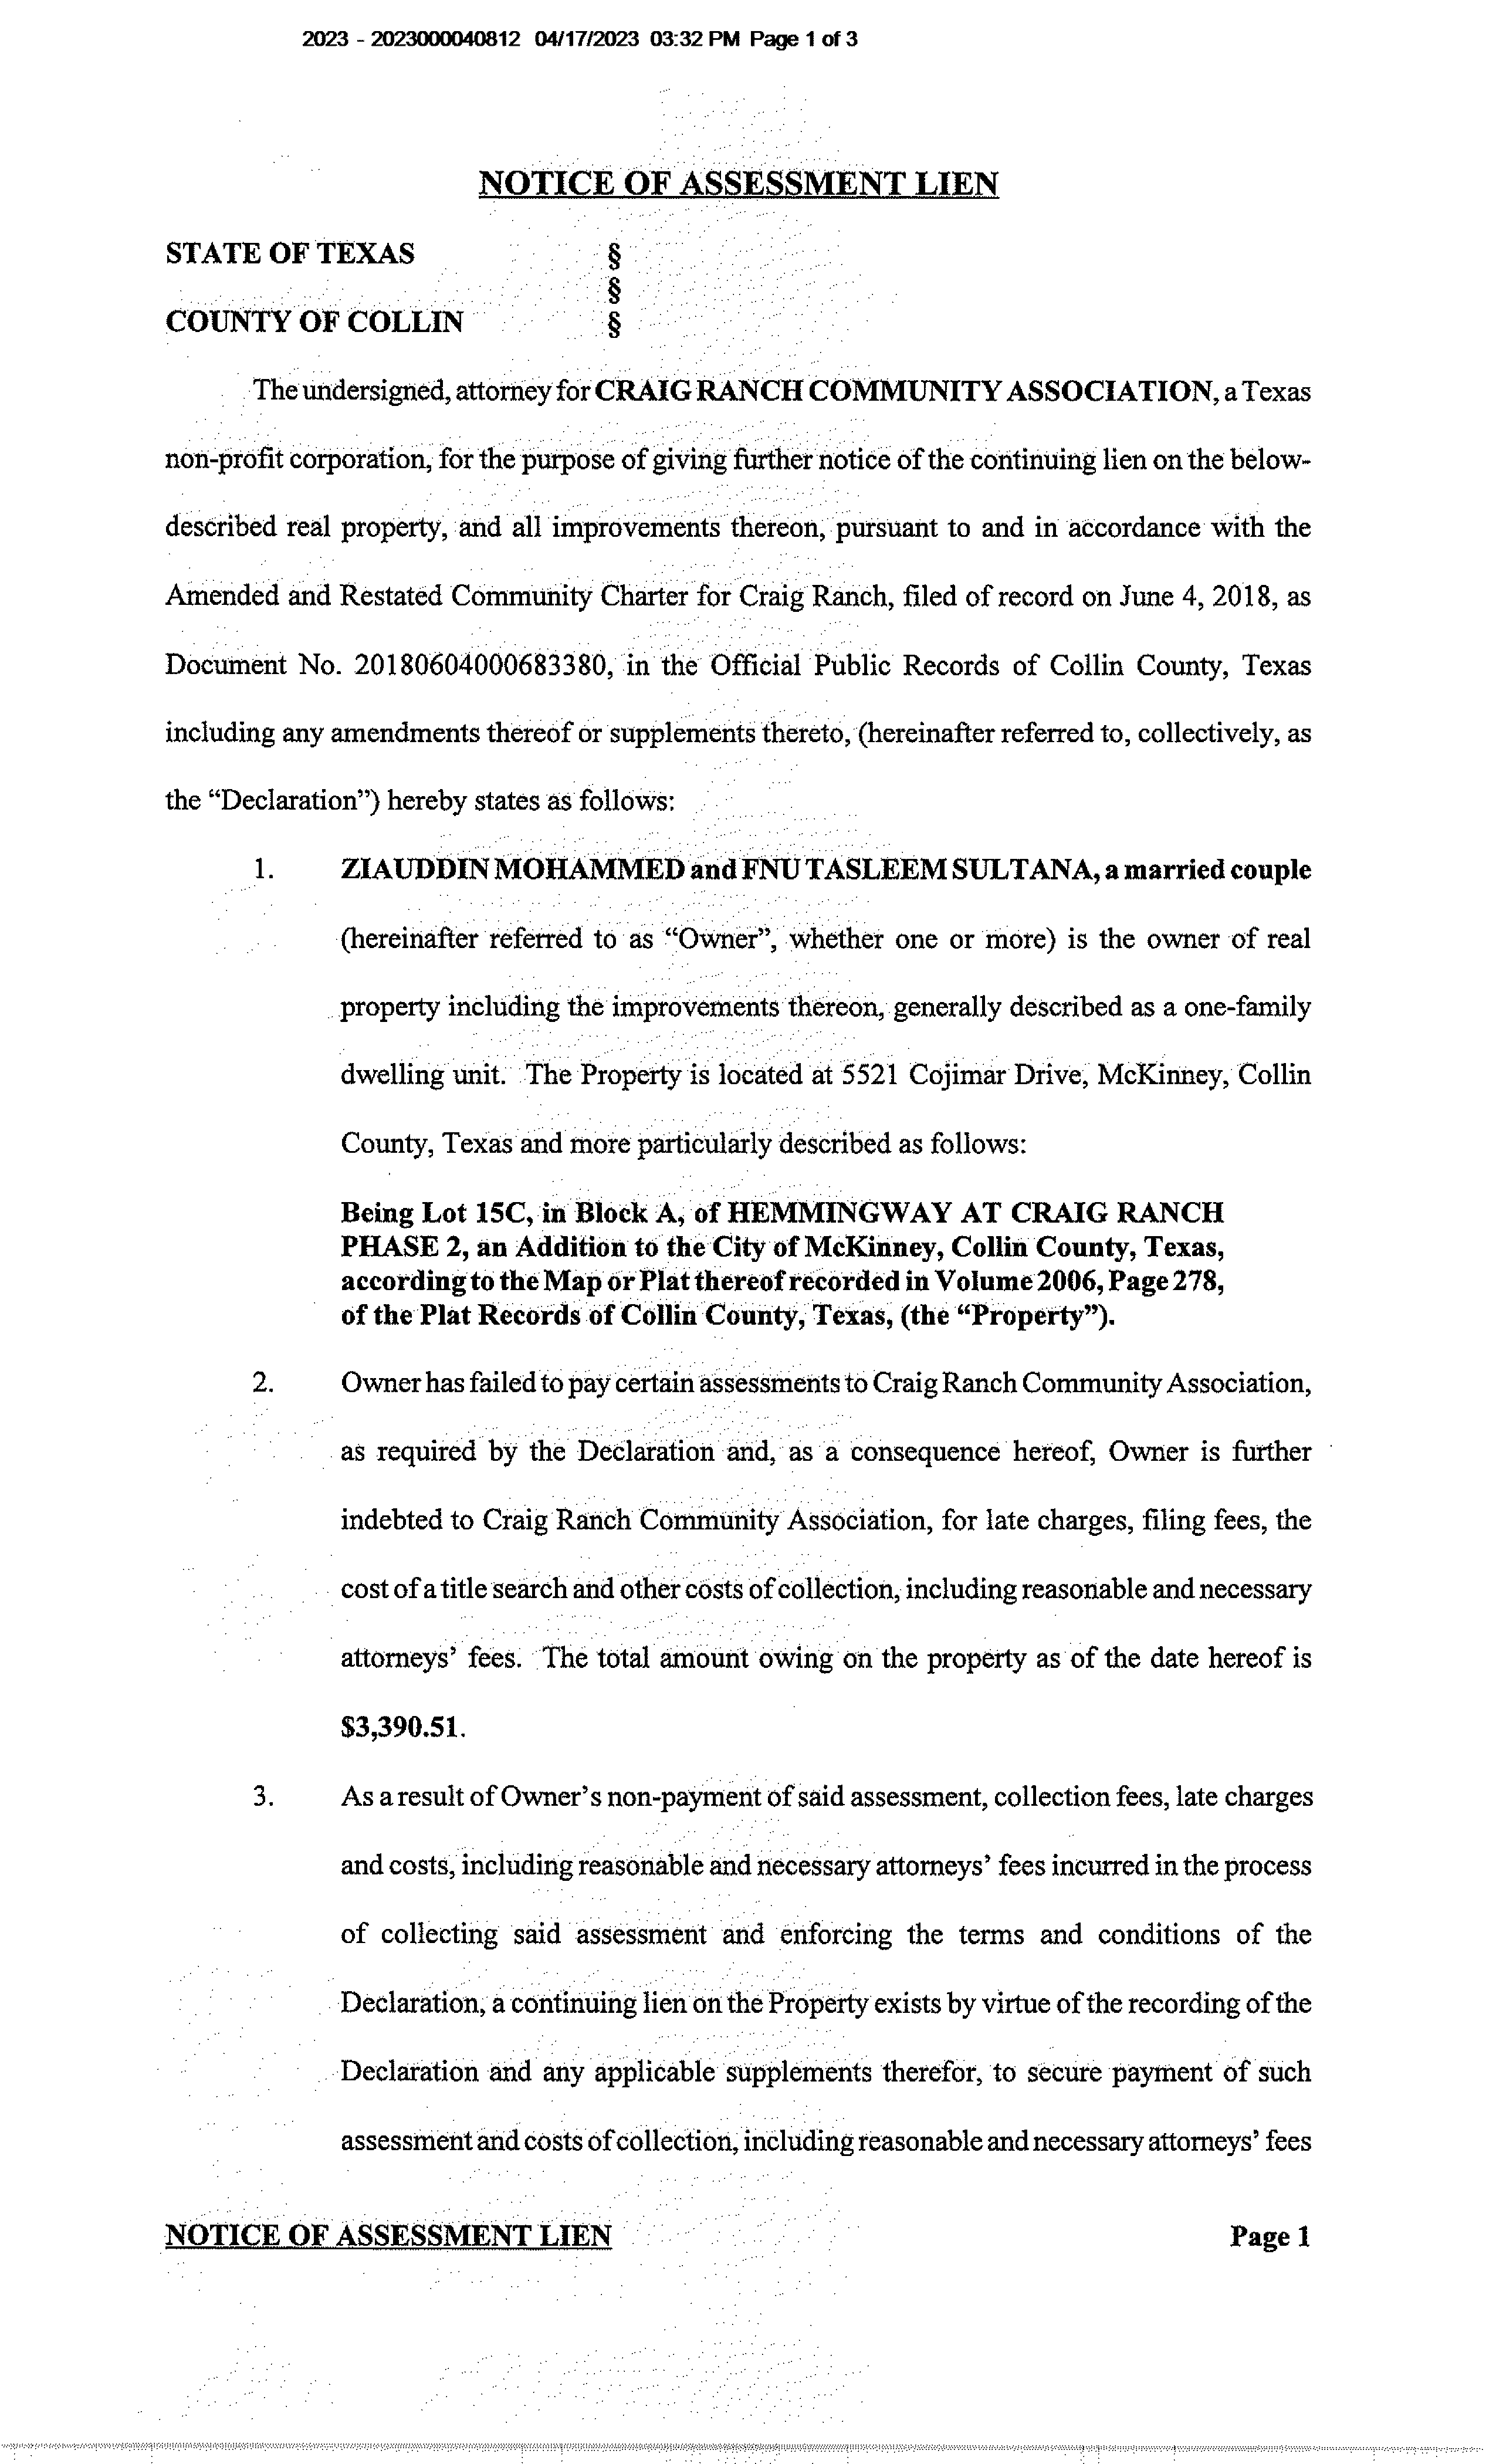 2023 - 2023000040812 04/17/2023 03:32 PM Page 1 of 3
NOTICE OF ASSESSMENT LIEN
STATE OF TEXAS §
§
COUNTY OF COLLIN §
The undersigned, attorney for CRAIG RANCH COMMUNITY ASSOCIATION, a Texas
non-profit corporation, for the purpose of giving further notice of the continuing lien on the below-
described real property, and all improvements thereon, pursuant to and in accordance with the
Amended and Restated Community Charter for Craig Ranch, filed of record on June 4, 2018, as
Document No. 20180604000683380, in the Official Public Records of Collin County, Texas
including any amendments thereof or supplements thereto, (hereinafter referred to, collectively, as
the “Declaration”) hereby states as follows:
1. ZIAUDDIN MOHAMMED and FNU TASLEEM SULTANA, a married couple
(hereinafter referred to as “Owner”, whether one or more) is the owner of real
property including the improvements thereon, generally described as a one-family
dwelling unit. The Property is located at 5521 Cojimar Drive, McKinney, Collin
County, Texas and more particularly described as follows:
Being Lot 15C, in Block A, of HEMMINGWAY AT CRAIG RANCH
PHASE 2, an Addition to the City of McKinney, Collin County, Texas,
according to the Map or Plat thereof recorded in Volume 2006, Page 278,
of the Plat Records of Collin County, Texas, (the “Property”).
2. Owner has failed to pay certain assessments to Craig Ranch Community Association,
as required by the Declaration and, as a consequence hereof, Owner is further
indebted to Craig Ranch Community Association, for late charges, filing fees, the
cost of a title search and other costs of collection, including reasonable and necessary
attorneys’ fees. The total amount owing on the property as of the date hereof is
$3,390.51.
3. As a result of Owner’s non-payment of said assessment, collection fees, late charges
and costs, including reasonable and necessary attorneys’ fees incurred in the process
of collecting said assessment and enforcing the terms and conditions of the
Declaration, a continuing lien on the Property exists by virtue of the recording of the
Declaration and any applicable supplements therefor, to secure payment of such
assessment and costs of collection, including reasonable and necessary attorneys’ fees
NOTICE OF ASSESSMENT LIEN Page 1